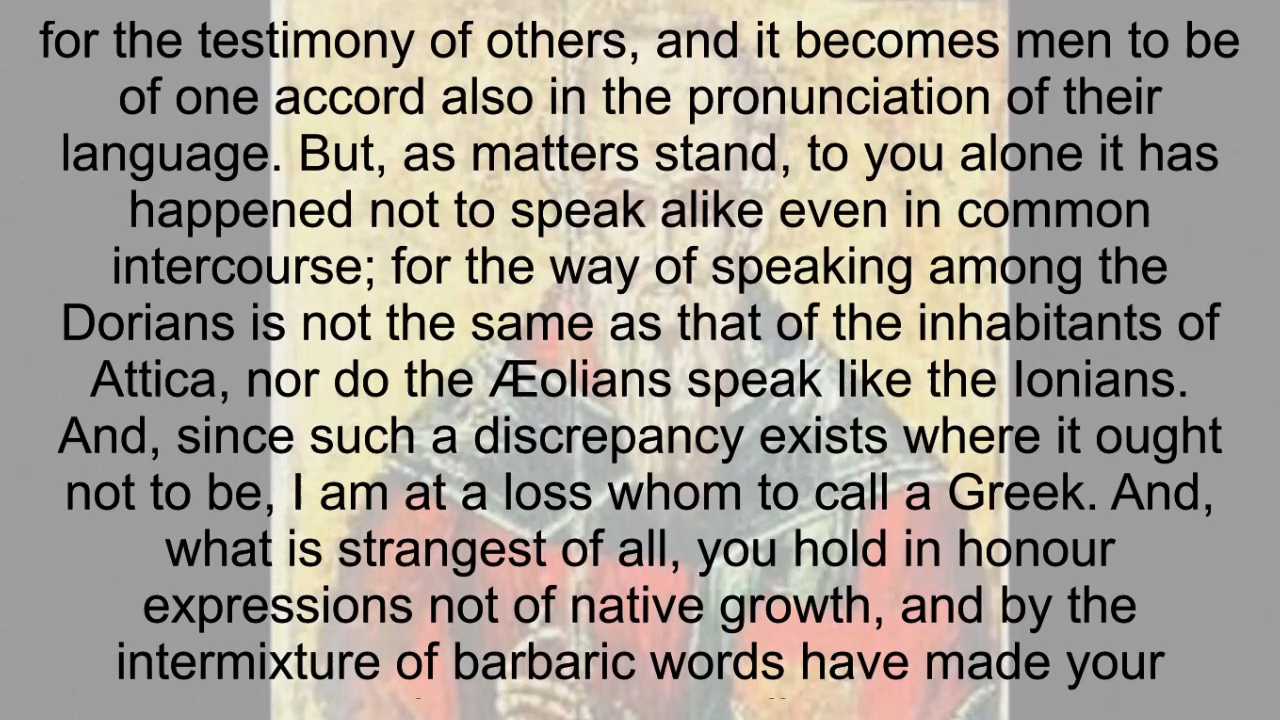 for the testimony of others, and it becomes men to be
of one accord also in the pronunciation of their
language. But, as matters stand, to you alone it has
happened not to speak alike even in common
intercourse; for the way of speaking among the
Dorians is not the same as that of the inhabitants of
Attica, nor do the Æolians speak like the Ionians.
And, since such a discrepancy exists where it ought
not to be, I am at a loss whom to call a Greek. And,
what is strangest of all, you hold in honour
expressions not of native growth, and by the
intermixture of barbaric words have made your